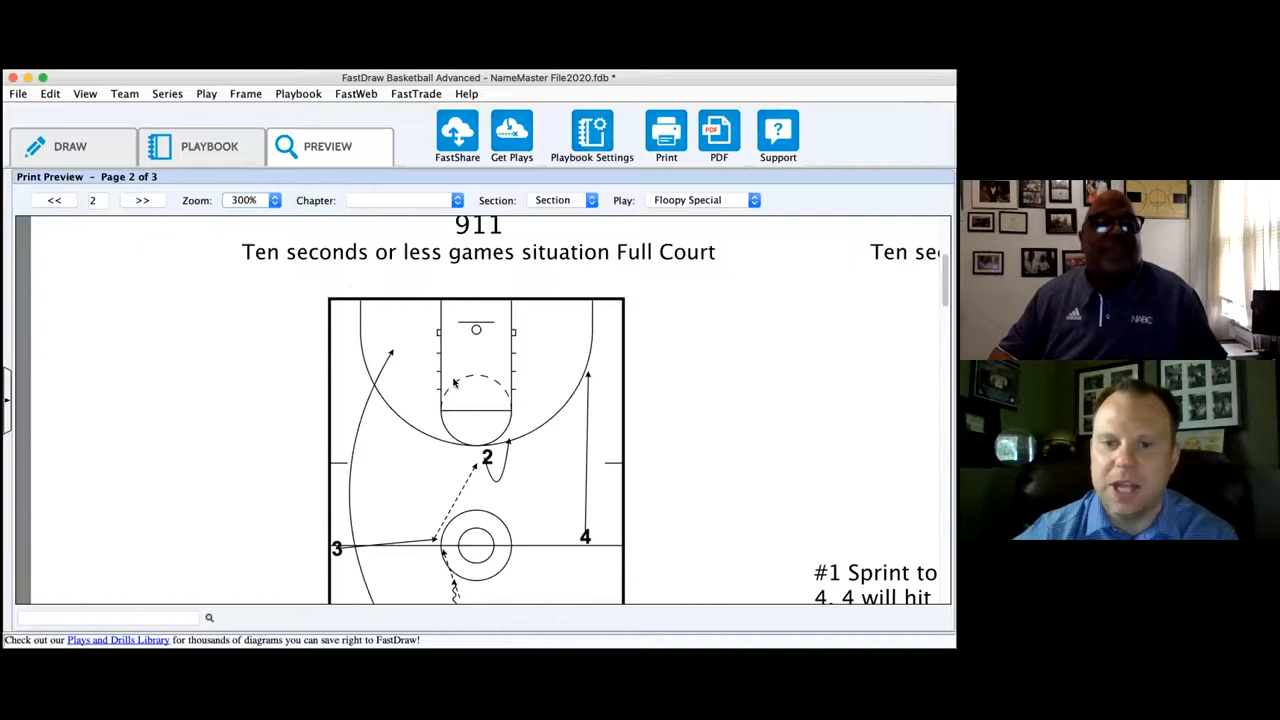 FastDraw Basketball Advanced - NameMaster File2020.fdb *
File Edit View Team Series Play Frame Playbook FastWeb FastTrade Help
DRAW PLAYBOOK PREVIEW
FastShare Get Plays Playbook Settings Print PDF Support
PDF
Print Preview - Page 2 of 3
<< 2 >> Zoom: 300% Chapter: Section: Section Play: Floopy Special
911
Ten seconds or less games situation Full Court
Ten se
2
4
3
#1 Sprint to
4, 4 will hit
Check out our Plays and Drills Library for thousands of diagrams you can save right to FastDraw!
NABC